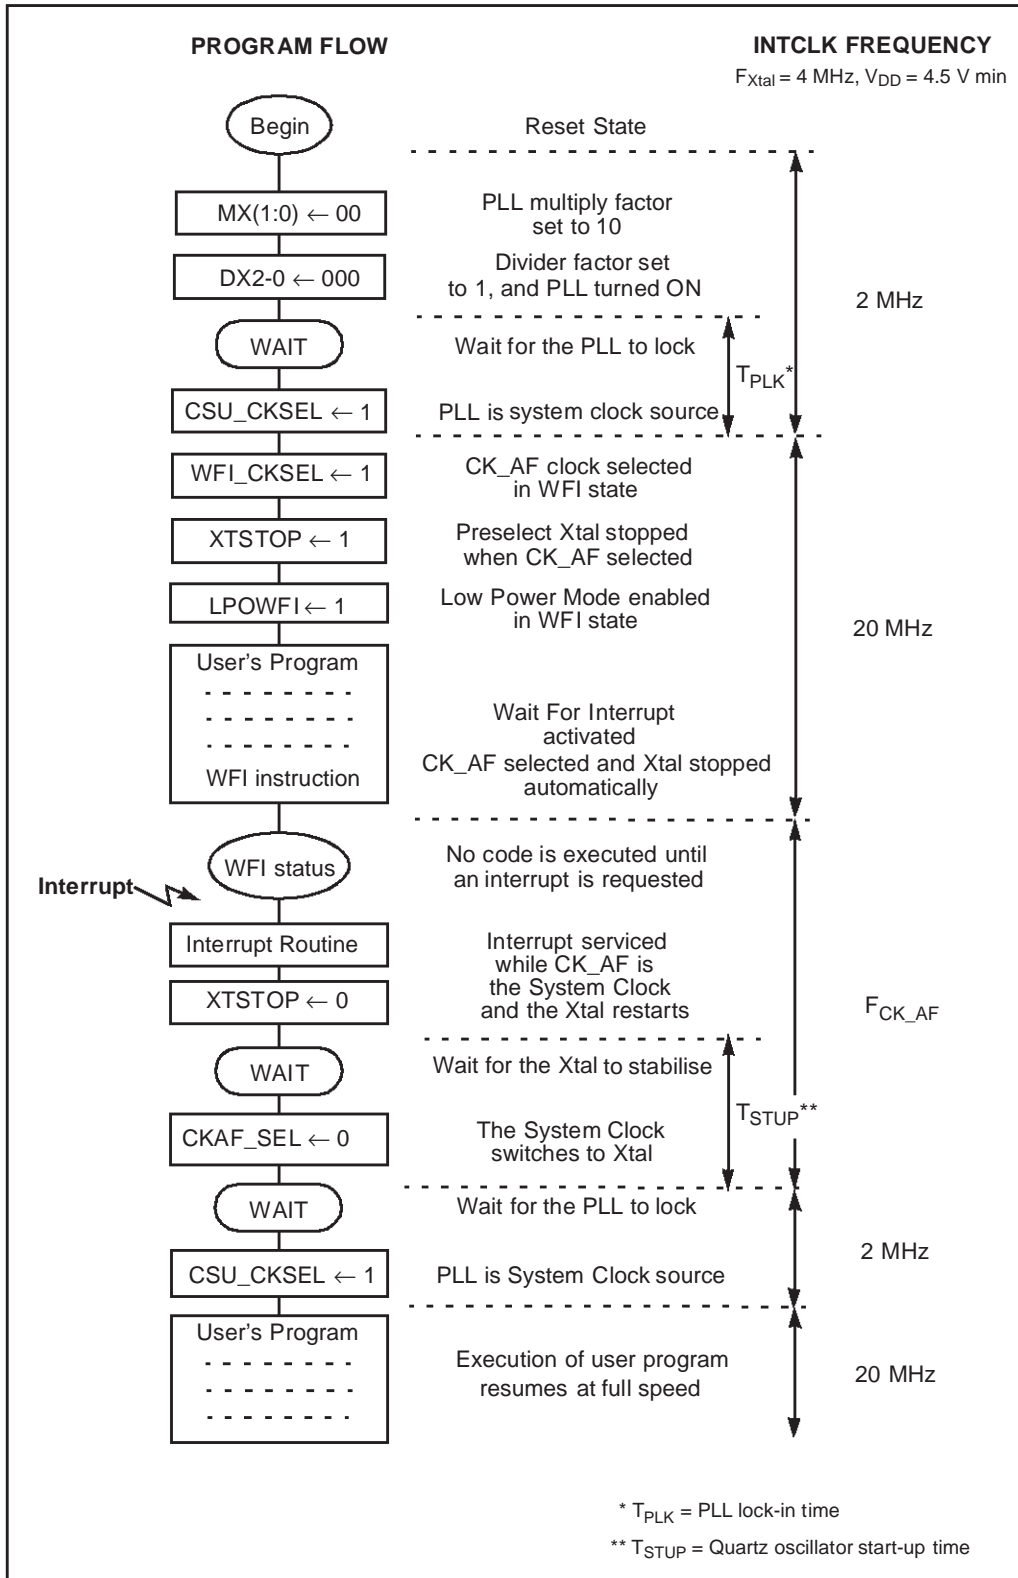 PROGRAM FLOW
INTCLK FREQUENCY
FXtal = 4 MHz, VDD = 4.5 V min
Begin
Reset State
MX(1:0) ← 00
PLL multiply factor
set to 10
DX2-0 ← 000
Divider factor set
to 1, and PLL turned ON
2 MHz
WAIT
Wait for the PLL to lock
TPLK*
CSU_CKSEL ← 1
PLL is system clock source
WFI_CKSEL ← 1
CK_AF clock selected
in WFI state
XTSTOP ← 1
Preselect Xtal stopped
when CK_AF selected
LPOWFI ← 1
Low Power Mode enabled
in WFI state
20 MHz
User's Program
WFI instruction
Wait For Interrupt
activated
CK_AF selected and Xtal stopped
automatically
WFI status
No code is executed until
an interrupt is requested
Interrupt
Interrupt Routine
Interrupt serviced
while CK_AF is
the System Clock
and the Xtal restarts
XTSTOP ← 0
FCK_AF
WAIT
Wait for the Xtal to stabilise
TSTUP**
CKAF_SEL ← 0
The System Clock
switches to Xtal
WAIT
Wait for the PLL to lock
2 MHz
CSU_CKSEL ← 1
PLL is System Clock source
User's Program
Execution of user program
resumes at full speed
20 MHz
* TPLK = PLL lock-in time
** TSTUP = Quartz oscillator start-up time